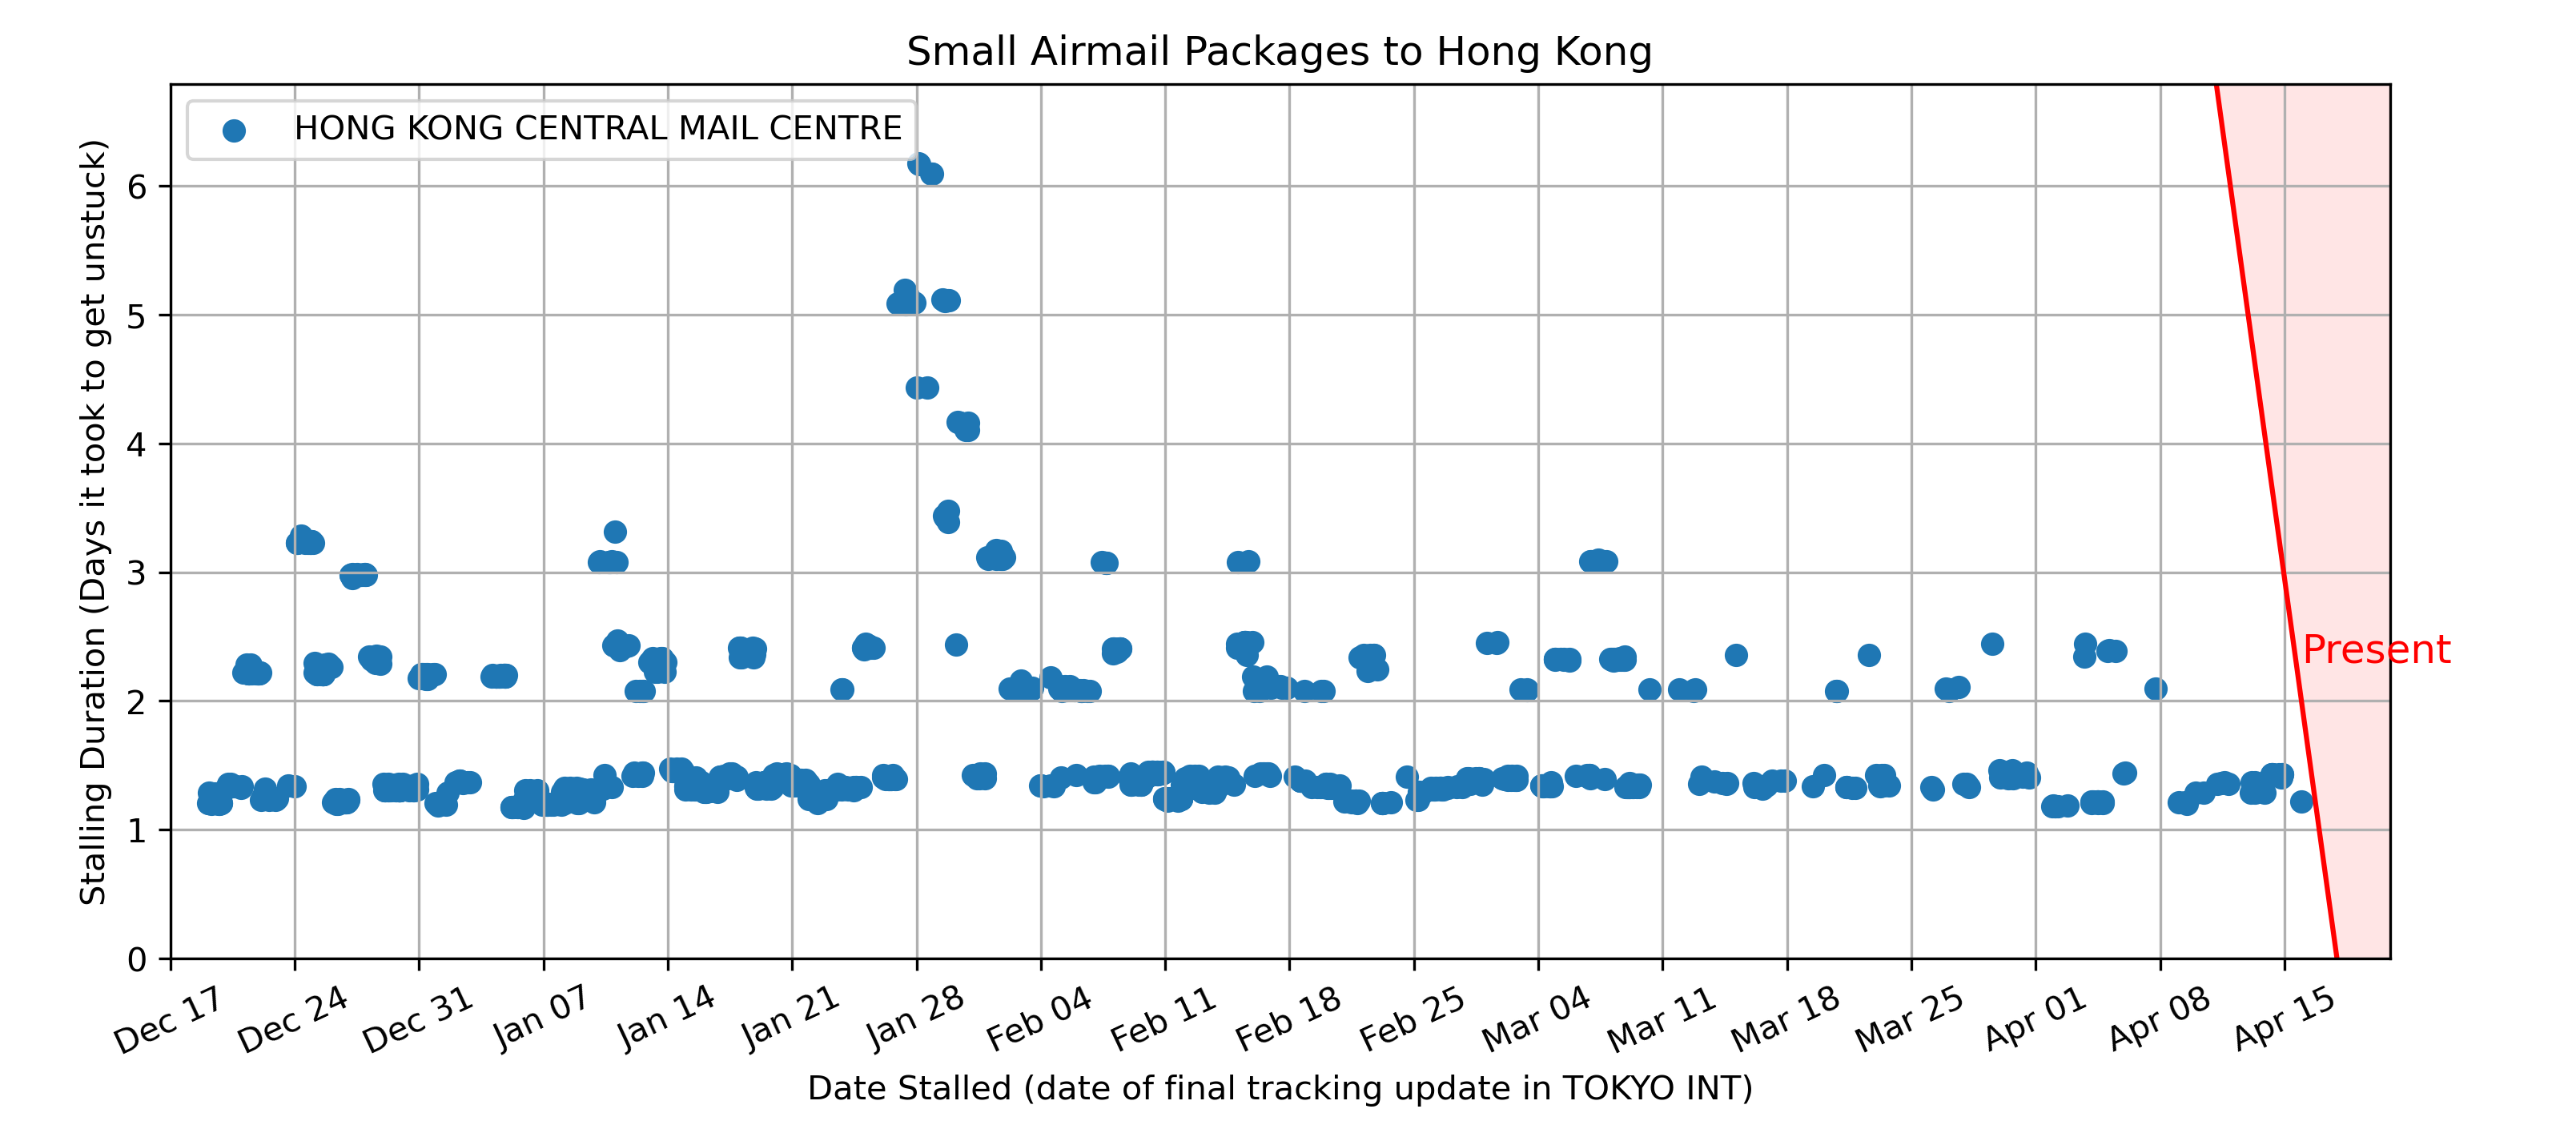 Small Airmail Packages to Hong Kong
HONG KONG CENTRAL MAIL CENTRE
Stalling Duration (Days it took to get unstuck)
6
5
4
3
2
1
0
Present
Dec 17
Dec 24
Dec 31
Jan 07
Jan 14
Jan 21
Jan 28
Feb 04
Feb 11
Feb 18
Feb 25
Mar 04
Mar 11
Mar 18
Mar 25
Apr 01
Apr 08
Apr 15
Date Stalled (date of final tracking update in TOKYO INT)